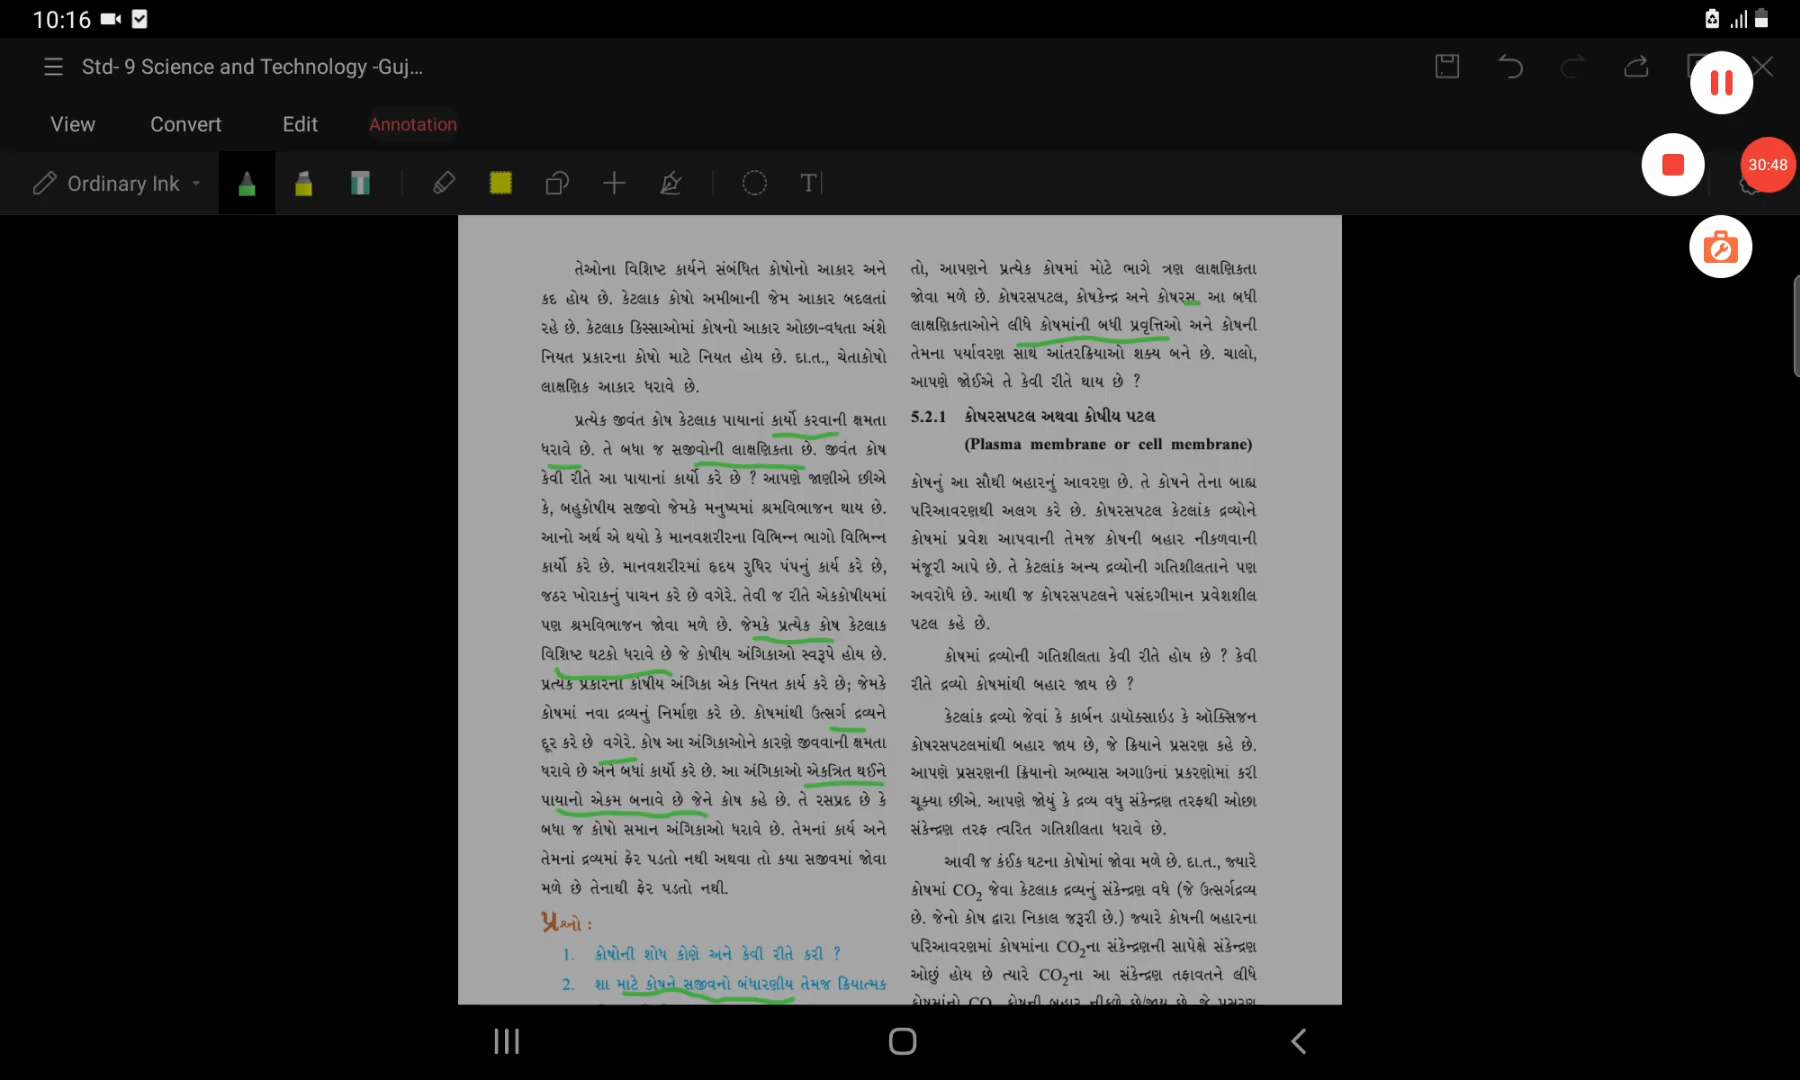 10:16
Std- 9 Science and Technology -Guj...
View Convert Edit Annotation
30:48
Ordinary Ink
T
તેઓના વિશિષ્ટ કાર્યને સંબંધિત કોષોનો આકાર અને
કદ હોય છે. કેટલાક કોષો અમીબાની જેમ આકાર બદલતાં
રહે છે. કેટલાક કિસ્સાઓમાં કોષનો આકાર ઓછા-વધતા અંશે
નિયત પ્રકારના કોષો માટે નિયત હોય છે. દા.ત., ચેતાકોષો
લાક્ષણિક આકાર ધરાવે છે.
પ્રત્યેક જીવંત કોષ કેટલાક પાયાનાં કાર્યો કરવાની ક્ષમતા
ધરાવે છે. તે બધા જ સજીવોની લાક્ષણિકતા છે. જીવંત કોષ
કેવી રીતે આ પાયાનાં કાર્યો કરે છે ? આપણે જાણીએ છીએ
કે, બહુકોષીય સજીવો જેમકે મનુષ્યમાં શ્રમવિભાજન થાય છે.
આનો અર્થ એ થયો કે માનવશરીરના વિભિન્ન ભાગો વિભિન્ન
કાર્યો કરે છે. માનવશરીરમાં હૃદય રુધિર પંપનું કાર્ય કરે છે,
જઠર ખોરાકનું પાચન કરે છે વગેરે. તેવી જ રીતે એકકોષીયમાં
પણ શ્રમવિભાજન જોવા મળે છે. જેમકે પ્રત્યેક કોષ કેટલાક
વિશિષ્ટ ઘટકો ધરાવે છે જે કોષીય અંગિકાઓ સ્વરૂપે હોય છે.
પ્રત્યેક પ્રકારની કોષીય અંગિકા એક નિયત કાર્ય કરે છે; જેમકે
કોષમાં નવા દ્રવ્યનું નિર્માણ કરે છે. કોષમાંથી ઉત્સર્ગ દ્રવ્યને
દૂર કરે છે વગેરે. કોષ આ અંગિકાઓને કારણે જીવવાની ક્ષમતા
ધરાવે છે અને બધાં કાર્યો કરે છે. આ અંગિકાઓ એકત્રિત થઈને
પાયાનો એકમ બનાવે છે જેને કોષ કહે છે. તે રસપ્રદ છે કે
બધા જ કોષો સમાન અંગિકાઓ ધરાવે છે. તેમનાં કાર્ય અને
તેમનાં દ્રવ્યમાં ફેર પડતો નથી અથવા તો કયા સજીવમાં જોવા
મળે છે તેનાથી ફેર પડતો નથી.
પ્રશ્નો :
1. કોષોની શોધ કોણે અને કેવી રીતે કરી ?
2. શા માટે કોષને સજીવનો બંધારણીય તેમજ ક્રિયાત્મક
તો, આપણને પ્રત્યેક કોષમાં મોટે ભાગે ત્રણ લાક્ષણિકતા
જોવા મળે છે. કોષરસપટલ, કોષકેન્દ્ર અને કોષરસ આ બધી
લાક્ષણિકતાઓને લીધે કોષમાંની બધી પ્રવૃત્તિઓ અને કોષની
તેમના પર્યાવરણ સાથે આંતરક્રિયાઓ શક્ય બને છે. ચાલો,
આપણે જોઈએ તે કેવી રીતે થાય છે ?
5.2.1 કોષરસપટલ અથવા કોષીય પટલ
(Plasma membrane or cell membrane)
કોષનું આ સૌથી બહારનું આવરણ છે. તે કોષને તેના બાહ્ય
પરિઆવરણથી અલગ કરે છે. કોષરસપટલ કેટલાંક દ્રવ્યોને
કોષમાં પ્રવેશ આપવાની તેમજ કોષની બહાર નીકળવાની
મંજૂરી આપે છે. તે કેટલાંક અન્ય દ્રવ્યોની ગતિશીલતાને પણ
અવરોધે છે. આથી જ કોષરસપટલને પસંદગીમાન પ્રવેશશીલ
પટલ કહે છે.
કોષમાં દ્રવ્યોની ગતિશીલતા કેવી રીતે હોય છે ? કેવી
રીતે દ્રવ્યો કોષમાંથી બહાર જાય છે ?
કેટલાંક દ્રવ્યો જેવાં કે કાર્બન ડાયૉક્સાઇડ કે ઑક્સિજન
કોષરસપટલમાંથી બહાર જાય છે, જે ક્રિયાને પ્રસરણ કહે છે.
આપણે પ્રસરણની ક્રિયાનો અભ્યાસ અગાઉનાં પ્રકરણોમાં કરી
ચૂક્યા છીએ. આપણે જોયું કે દ્રવ્ય વધુ સંકેન્દ્રણ તરફથી ઓછા
સંકેન્દ્રણ તરફ ત્વરિત ગતિશીલતા ધરાવે છે.
આવી જ કંઈક ઘટના કોષોમાં જોવા મળે છે. દા.ત., જ્યારે
કોષમાં CO₂ જેવા કેટલાક દ્રવ્યનું સંકેન્દ્રણ વધે (જે ઉત્સર્ગદ્રવ્ય
છે. જેનો કોષ દ્વારા નિકાલ જરૂરી છે.) જ્યારે કોષની બહારના
પરિઆવરણમાં કોષમાંના CO₂ના સંકેન્દ્રણની સાપેક્ષે સંકેન્દ્રણ
ઓછું હોય છે ત્યારે CO₂ના આ સંકેન્દ્રણ તફાવતને લીધે
કોષમાંનો CO₂ કોષની બહાર નીકળે છે/જાય છે. જે પ્રસરણ